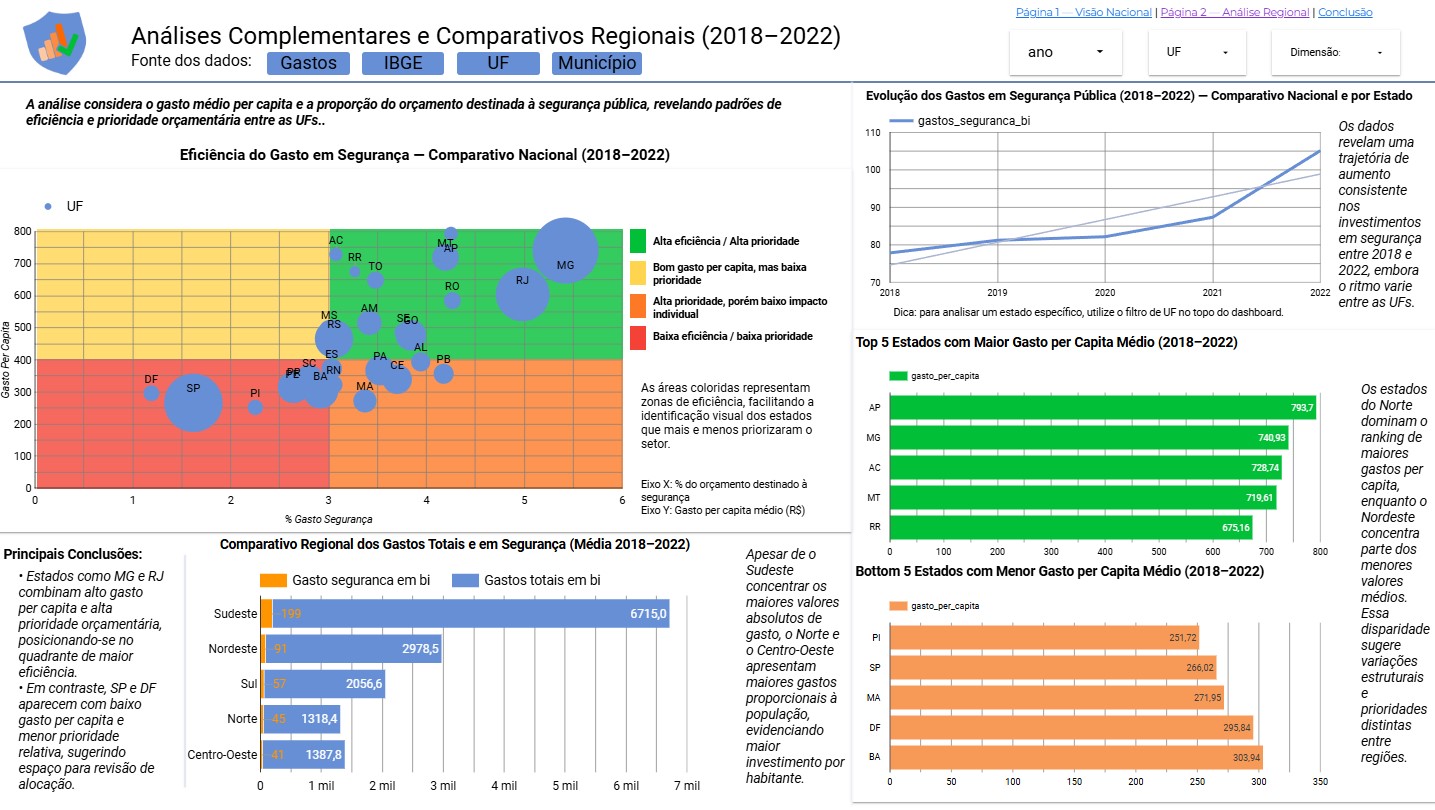 Página 1 — Visão Nacional | Página 2 — Análise Regional | Conclusão
Análises Complementares e Comparativos Regionais (2018–2022)
Fonte dos dados:
Gastos
IBGE
UF
Município
ano
UF
Dimensão:
A análise considera o gasto médio per capita e a proporção do orçamento destinada à segurança pública, revelando padrões de
eficiência e prioridade orçamentária entre as UFs..
Eficiência do Gasto em Segurança — Comparativo Nacional (2018–2022)
UF
800
700
600
500
400
300
200
100
0
Gasto Per Capita
0
1
2
3
4
5
6
% Gasto Segurança
AC
RR
TO
MT
AP
MG
RJ
RO
AM
MS
RS
SE
GO
AL
ES
SC
PA
CE
PB
RN
BA
PE
MA
DF
SP
PI
Alta eficiência / Alta prioridade
Bom gasto per capita, mas baixa
prioridade
Alta prioridade, porém baixo impacto
individual
Baixa eficiência / baixa prioridade
As áreas coloridas representam
zonas de eficiência, facilitando a
identificação visual dos estados
que mais e menos priorizaram o
setor.
Eixo X: % do orçamento destinado à
segurança
Eixo Y: Gasto per capita médio (R$)
Principais Conclusões:
• Estados como MG e RJ
combinam alto gasto
per capita e alta
prioridade orçamentária,
posicionando-se no
quadrante de maior
eficiência.
• Em contraste, SP e DF
aparecem com baixo
gasto per capita e
menor prioridade
relativa, sugerindo
espaço para revisão de
alocação.
Comparativo Regional dos Gastos Totais e em Segurança (Média 2018–2022)
Gasto seguranca em bi
Gastos totais em bi
Sudeste 199 6715,0
Nordeste 91 2978,5
Sul 57 2056,6
Norte 45 1318,4
Centro-Oeste 41 1387,8
0
1 mil
2 mil
3 mil
4 mil
5 mil
6 mil
7 mil
Apesar de o
Sudeste
concentrar os
maiores valores
absolutos de
gasto, o Norte e
o Centro-Oeste
apresentam
maiores gastos
proporcionais à
população,
evidenciando
maior
investimento por
habitante.
Evolução dos Gastos em Segurança Pública (2018–2022) — Comparativo Nacional e por Estado
gastos_seguranca_bi
110
100
90
80
70
2018
2019
2020
2021
2022
Dica: para analisar um estado específico, utilize o filtro de UF no topo do dashboard.
Os dados
revelam uma
trajetória de
aumento
consistente
nos
investimentos
em segurança
entre 2018 e
2022, embora
o ritmo varie
entre as UFs.
Top 5 Estados com Maior Gasto per Capita Médio (2018–2022)
gasto_per_capita
AP 793,7
MG 740,93
AC 728,74
MT 719,61
RR 675,16
0
100
200
300
400
500
600
700
800
Bottom 5 Estados com Menor Gasto per Capita Médio (2018–2022)
gasto_per_capita
PI 251,72
SP 266,02
MA 271,95
DF 295,84
BA 303,94
0
50
100
150
200
250
300
350
Os estados
do Norte
dominam o
ranking de
maiores
gastos per
capita,
enquanto o
Nordeste
concentra
parte dos
menores
valores
médios.
Essa
disparidade
sugere
variações
estruturais
e
prioridades
distintas
entre
regiões.